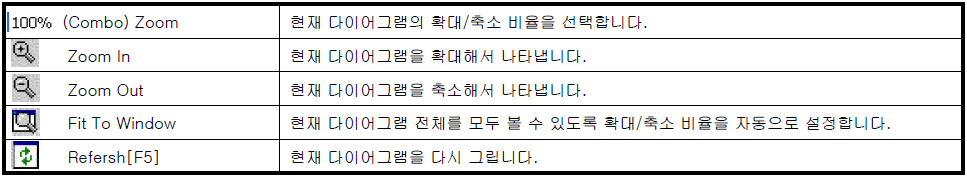 100% (Combo) Zoom 현재 다이어그램의 확대/축소 비율을 선택합니다.
Zoom In 현재 다이어그램을 확대해서 나타냅니다.
Zoom Out 현재 다이어그램을 축소해서 나타냅니다.
Fit To Window 현재 다이어그램 전체를 모두 볼 수 있도록 확대/축소 비율을 자동으로 설정합니다.
Refersh[F5] 현재 다이어그램을 다시 그립니다.